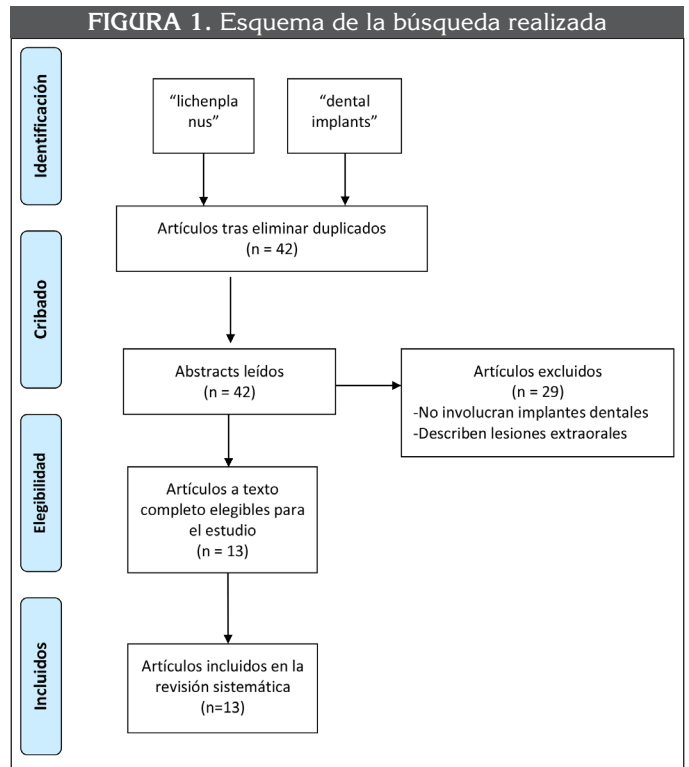 FIGURA 1. Esquema de la búsqueda realizada
Identificación
"lichenpla
nus"
"dental
implants"
Artículos tras eliminar duplicados
(n = 42)
Cribado
Abstracts leídos
(n = 42)
Artículos excluidos
(n = 29)
-No involucran implantes dentales
-Describen lesiones extraorales
Elegibilidad
Artículos a texto
completo elegibles para
el estudio
(n = 13)
Incluidos
Artículos incluidos en la
revisión sistemática
(n=13)